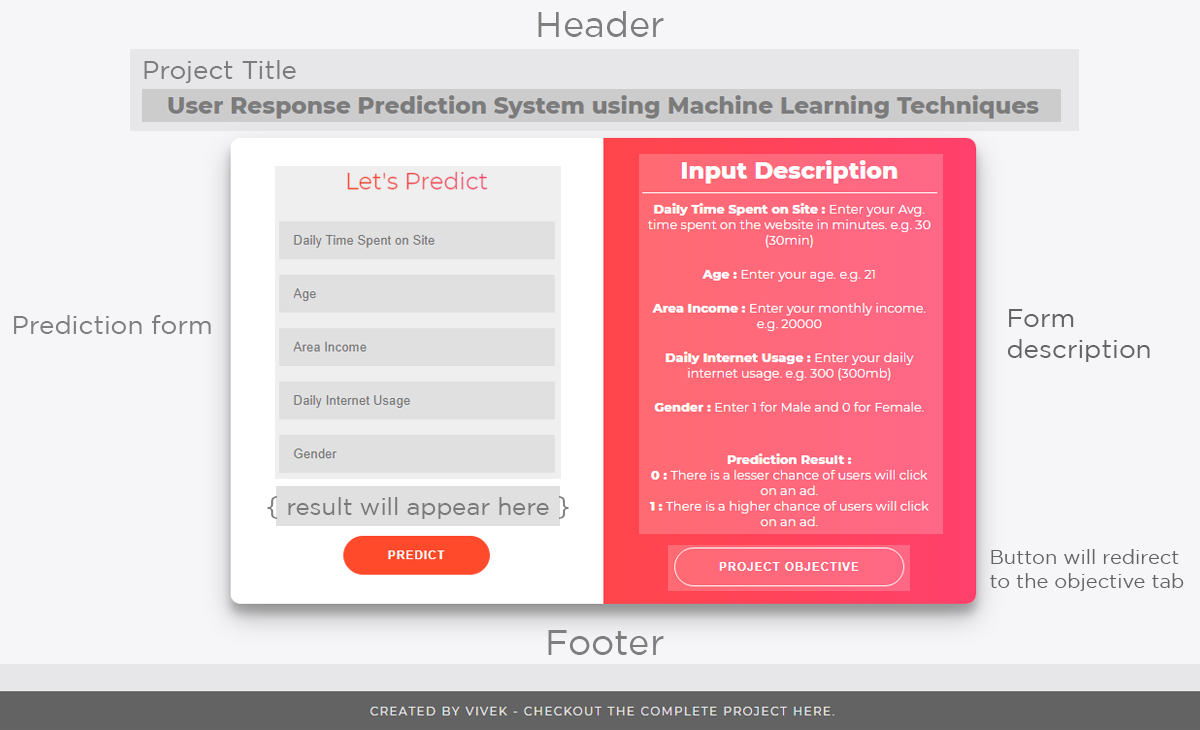 Header
Project Title
User Response Prediction System using Machine Learning Techniques
Prediction form
Let's Predict
Daily Time Spent on Site
Age
Area Income
Daily Internet Usage
Gender
{ result will appear here }
PREDICT
Input Description
Daily Time Spent on Site : Enter your Avg.
time spent on the website in minutes. e.g. 30
(30min)
Age : Enter your age. e.g. 21
Area Income : Enter your monthly income.
e.g. 20000
Daily Internet Usage : Enter your daily
internet usage. e.g. 300 (300mb)
Gender : Enter 1 for Male and 0 for Female.
Prediction Result :
0 : There is a lesser chance of users will click
on an ad.
1 : There is a higher chance of users will click
on an ad.
PROJECT OBJECTIVE
Form
description
Button will redirect
to the objective tab
Footer
CREATED BY VIVEK - CHECKOUT THE COMPLETE PROJECT HERE.